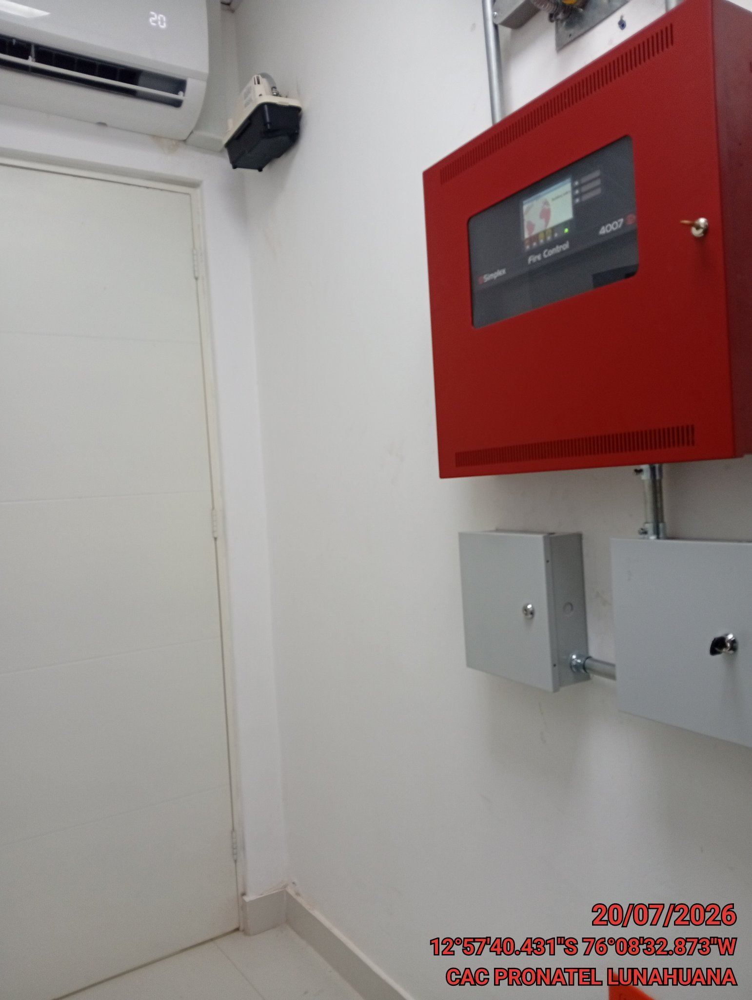 20
4007
Fire Control
Simplex
20/07/2026
12°57'40.431"S 76°08'32.873"W
CAC PRONATEL LUNAHUANA